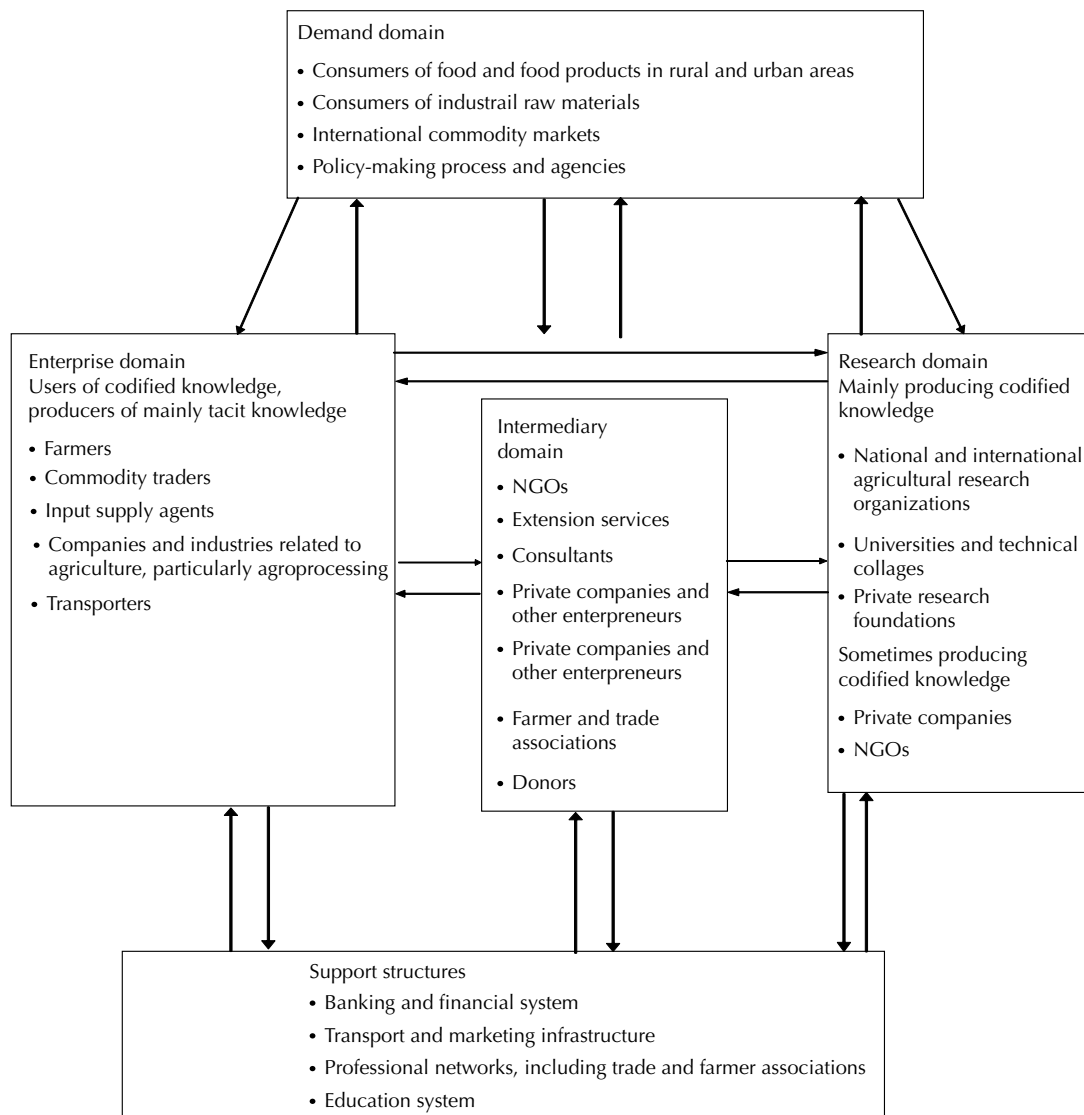 Demand domain
• Consumers of food and food products in rural and urban areas
• Consumers of industrail raw materials
• International commodity markets
• Policy-making process and agencies
Enterprise domain
Users of codified knowledge,
producers of mainly tacit knowledge
• Farmers
• Commodity traders
• Input supply agents
• Companies and industries related to
agriculture, particularly agroprocessing
• Transporters
Intermediary
domain
• NGOs
• Extension services
• Consultants
• Private companies and
other enterpreneurs
• Private companies and
other enterpreneurs
• Farmer and trade
associations
• Donors
Research domain
Mainly producing codified
knowledge
• National and international
agricultural research
organizations
• Universities and technical
collages
• Private research
foundations
Sometimes producing
codified knowledge
• Private companies
• NGOs
Support structures
• Banking and financial system
• Transport and marketing infrastructure
• Professional networks, including trade and farmer associations
• Education system